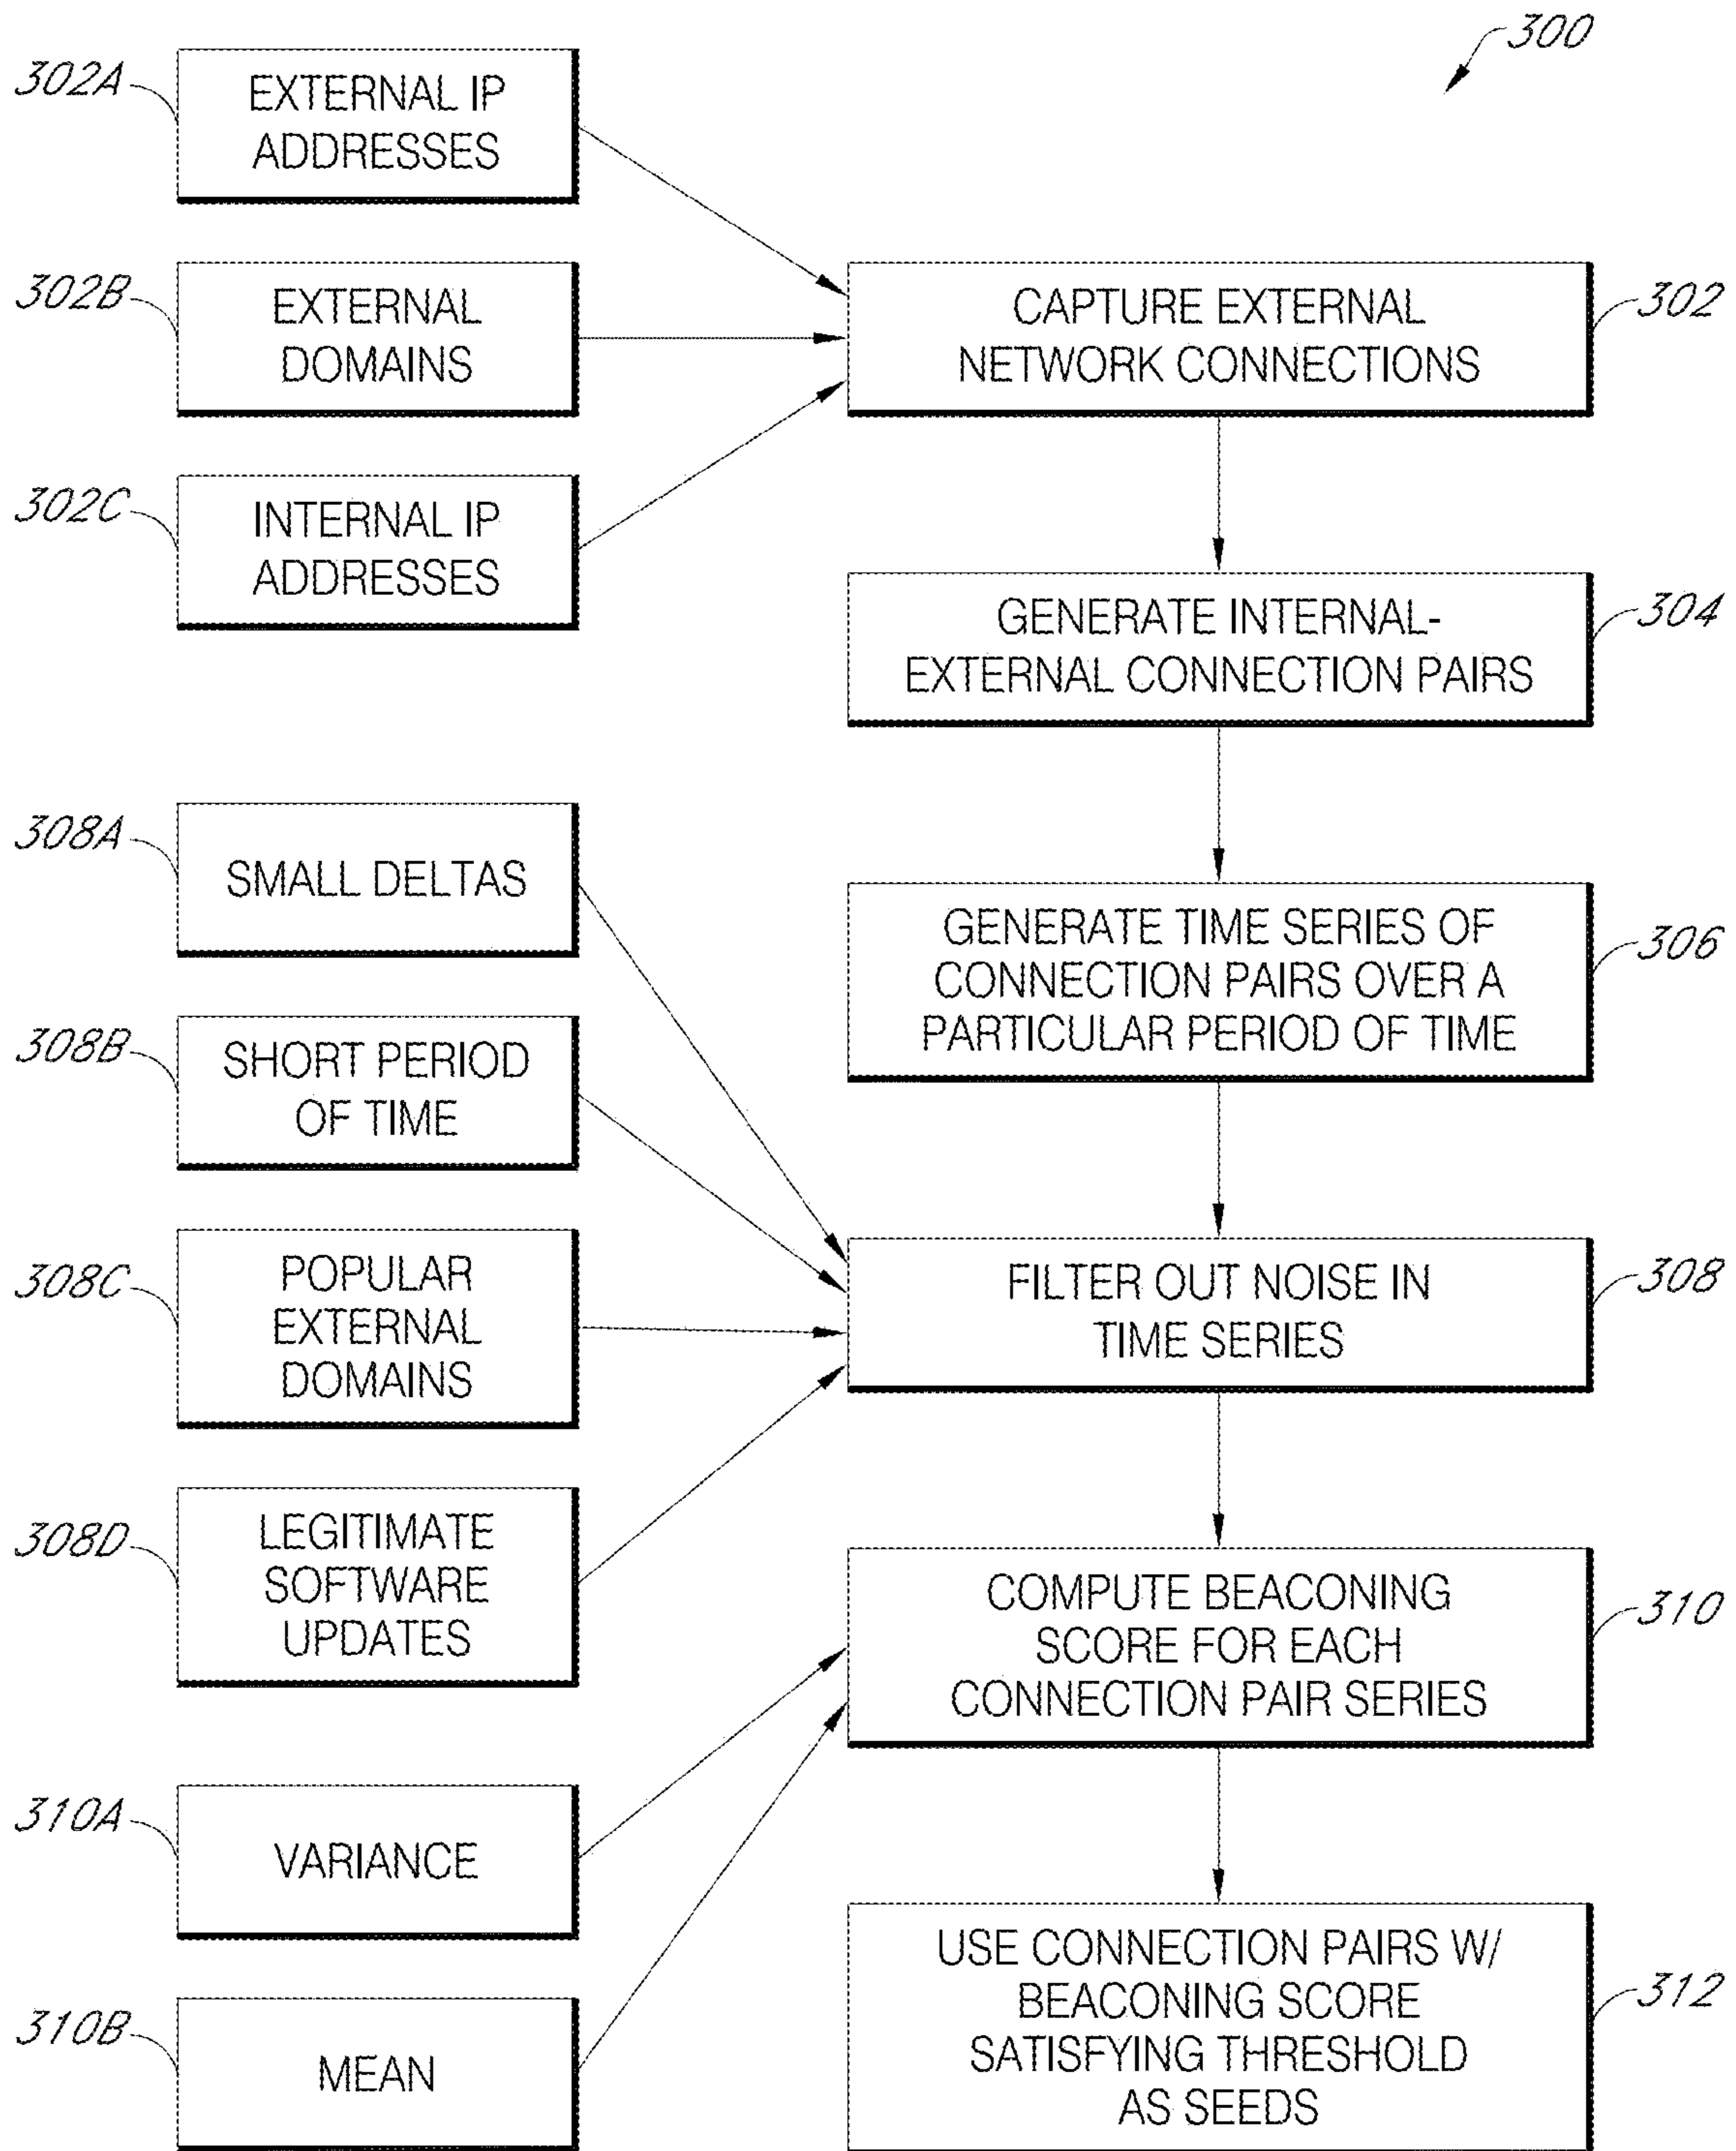 300
302A
EXTERNAL IP
ADDRESSES
302B
EXTERNAL
DOMAINS
302C
INTERNAL IP
ADDRESSES
CAPTURE EXTERNAL
NETWORK CONNECTIONS
302
GENERATE INTERNAL-
EXTERNAL CONNECTION PAIRS
304
GENERATE TIME SERIES OF
CONNECTION PAIRS OVER A
PARTICULAR PERIOD OF TIME
306
308A
SMALL DELTAS
308B
SHORT PERIOD
OF TIME
308C
POPULAR
EXTERNAL
DOMAINS
308D
LEGITIMATE
SOFTWARE
UPDATES
FILTER OUT NOISE IN
TIME SERIES
308
310A
VARIANCE
310B
MEAN
COMPUTE BEACONING
SCORE FOR EACH
CONNECTION PAIR SERIES
310
USE CONNECTION PAIRS W/
BEACONING SCORE
SATISFYING THRESHOLD
AS SEEDS
312